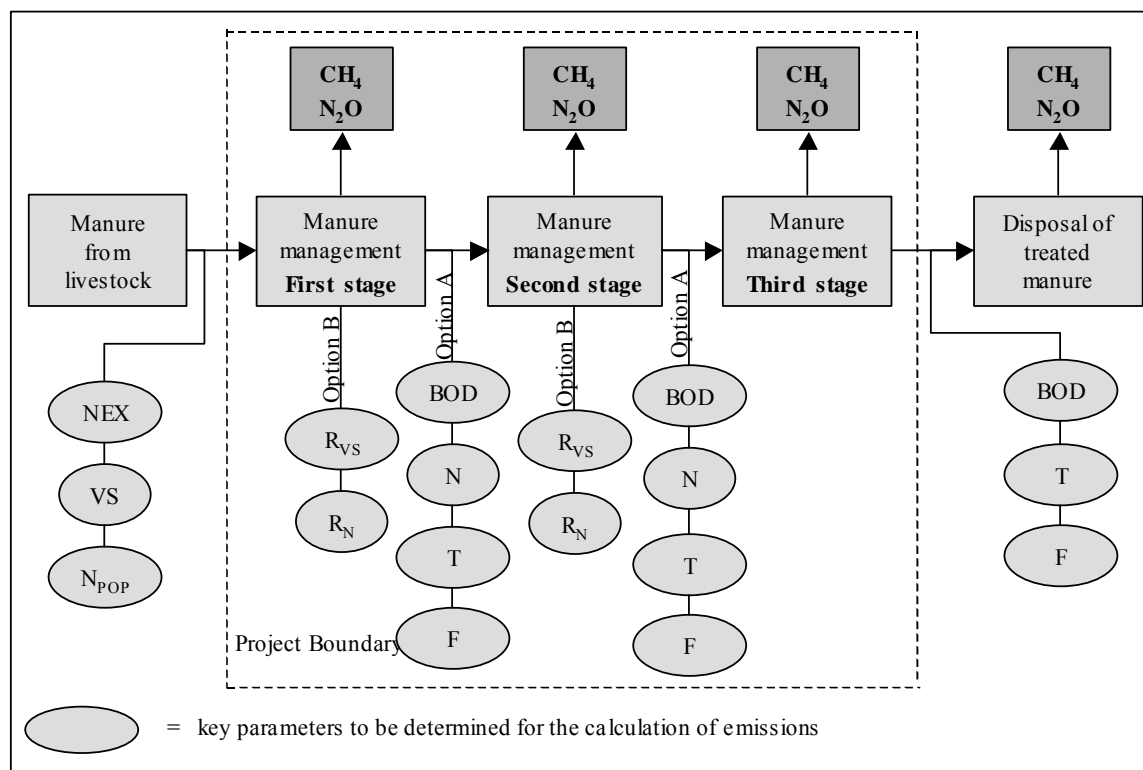 CH4
N2O
CH4
N2O
CH4
N2O
CH4
N2O
Manure
from
livestock
Manure
management
First stage
Manure
management
Second stage
Manure
management
Third stage
Disposal of
treated
manure
Option B
Option A
Option B
Option A
NEX
VS
NPOP
RVS
RN
BOD
N
T
F
RVS
RN
BOD
N
T
F
BOD
T
F
Project Boundary
= key parameters to be determined for the calculation of emissions